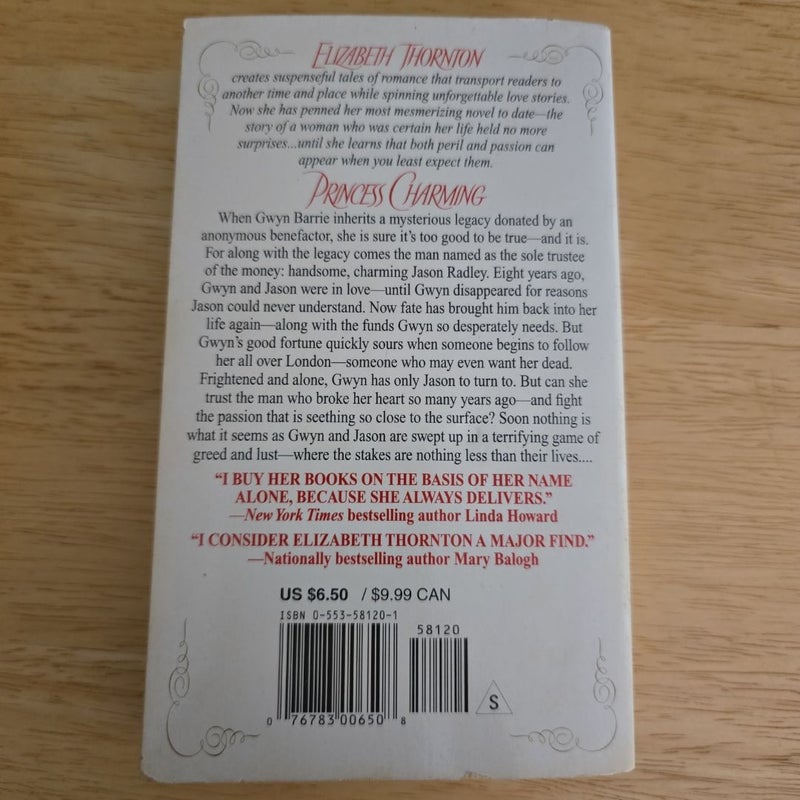 ELIZABETH THORNTON
creates suspenseful tales of romance that transport readers to
another time and place while spinning unforgettable love stories.
Now she has penned her most mesmerizing novel to date—the
story of a woman who was certain her life held no more
surprises...until she learns that both peril and passion can
appear when you least expect them.
PRINCESS CHARMING
When Gwyn Barrie inherits a mysterious legacy donated by an
anonymous benefactor, she is sure it's too good to be true—and it is.
For along with the legacy comes the man named as the sole trustee
of the money: handsome, charming Jason Radley. Eight years ago,
Gwyn and Jason were in love—until Gwyn disappeared for reasons
Jason could never understand. Now fate has brought him back into her
life again—along with the funds Gwyn so desperately needs. But
Gwyn's good fortune quickly sours when someone begins to follow
her all over London—someone who may even want her dead.
Frightened and alone, Gwyn has only Jason to turn to. But can she
trust the man who broke her heart so many years ago—and fight
the passion that is seething so close to the surface? Soon nothing is
what it seems as Gwyn and Jason are swept up in a terrifying game of
greed and lust—where the stakes are nothing less than their lives....
“I BUY HER BOOKS ON THE BASIS OF HER NAME
ALONE, BECAUSE SHE ALWAYS DELIVERS.”
—New York Times bestselling author Linda Howard
“I CONSIDER ELIZABETH THORNTON A MAJOR FIND.”
—Nationally bestselling author Mary Balogh
US $6.50 / $9.99 CAN
ISBN 0-553-58120-1
58120
S
0 76783 00650 8